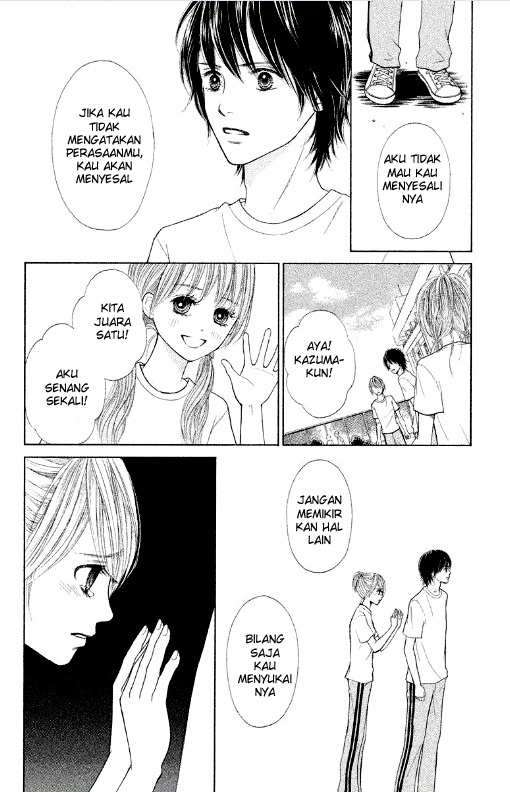 AKU TIDAK
MAU KAU
MENYESALI
NYA
JIKA KAU
TIDAK
MENGATAKAN
PERASAANMU,
KAU AKAN
MENYESAL
AYA!
KAZUMA-
KUN!
KITA
JUARA
SATU!
AKU
SENANG
SEKALI!
JANGAN
MEMIKIR
KAN HAL
LAIN
BILANG
SAJA
KAU
MENYUKAI
NYA